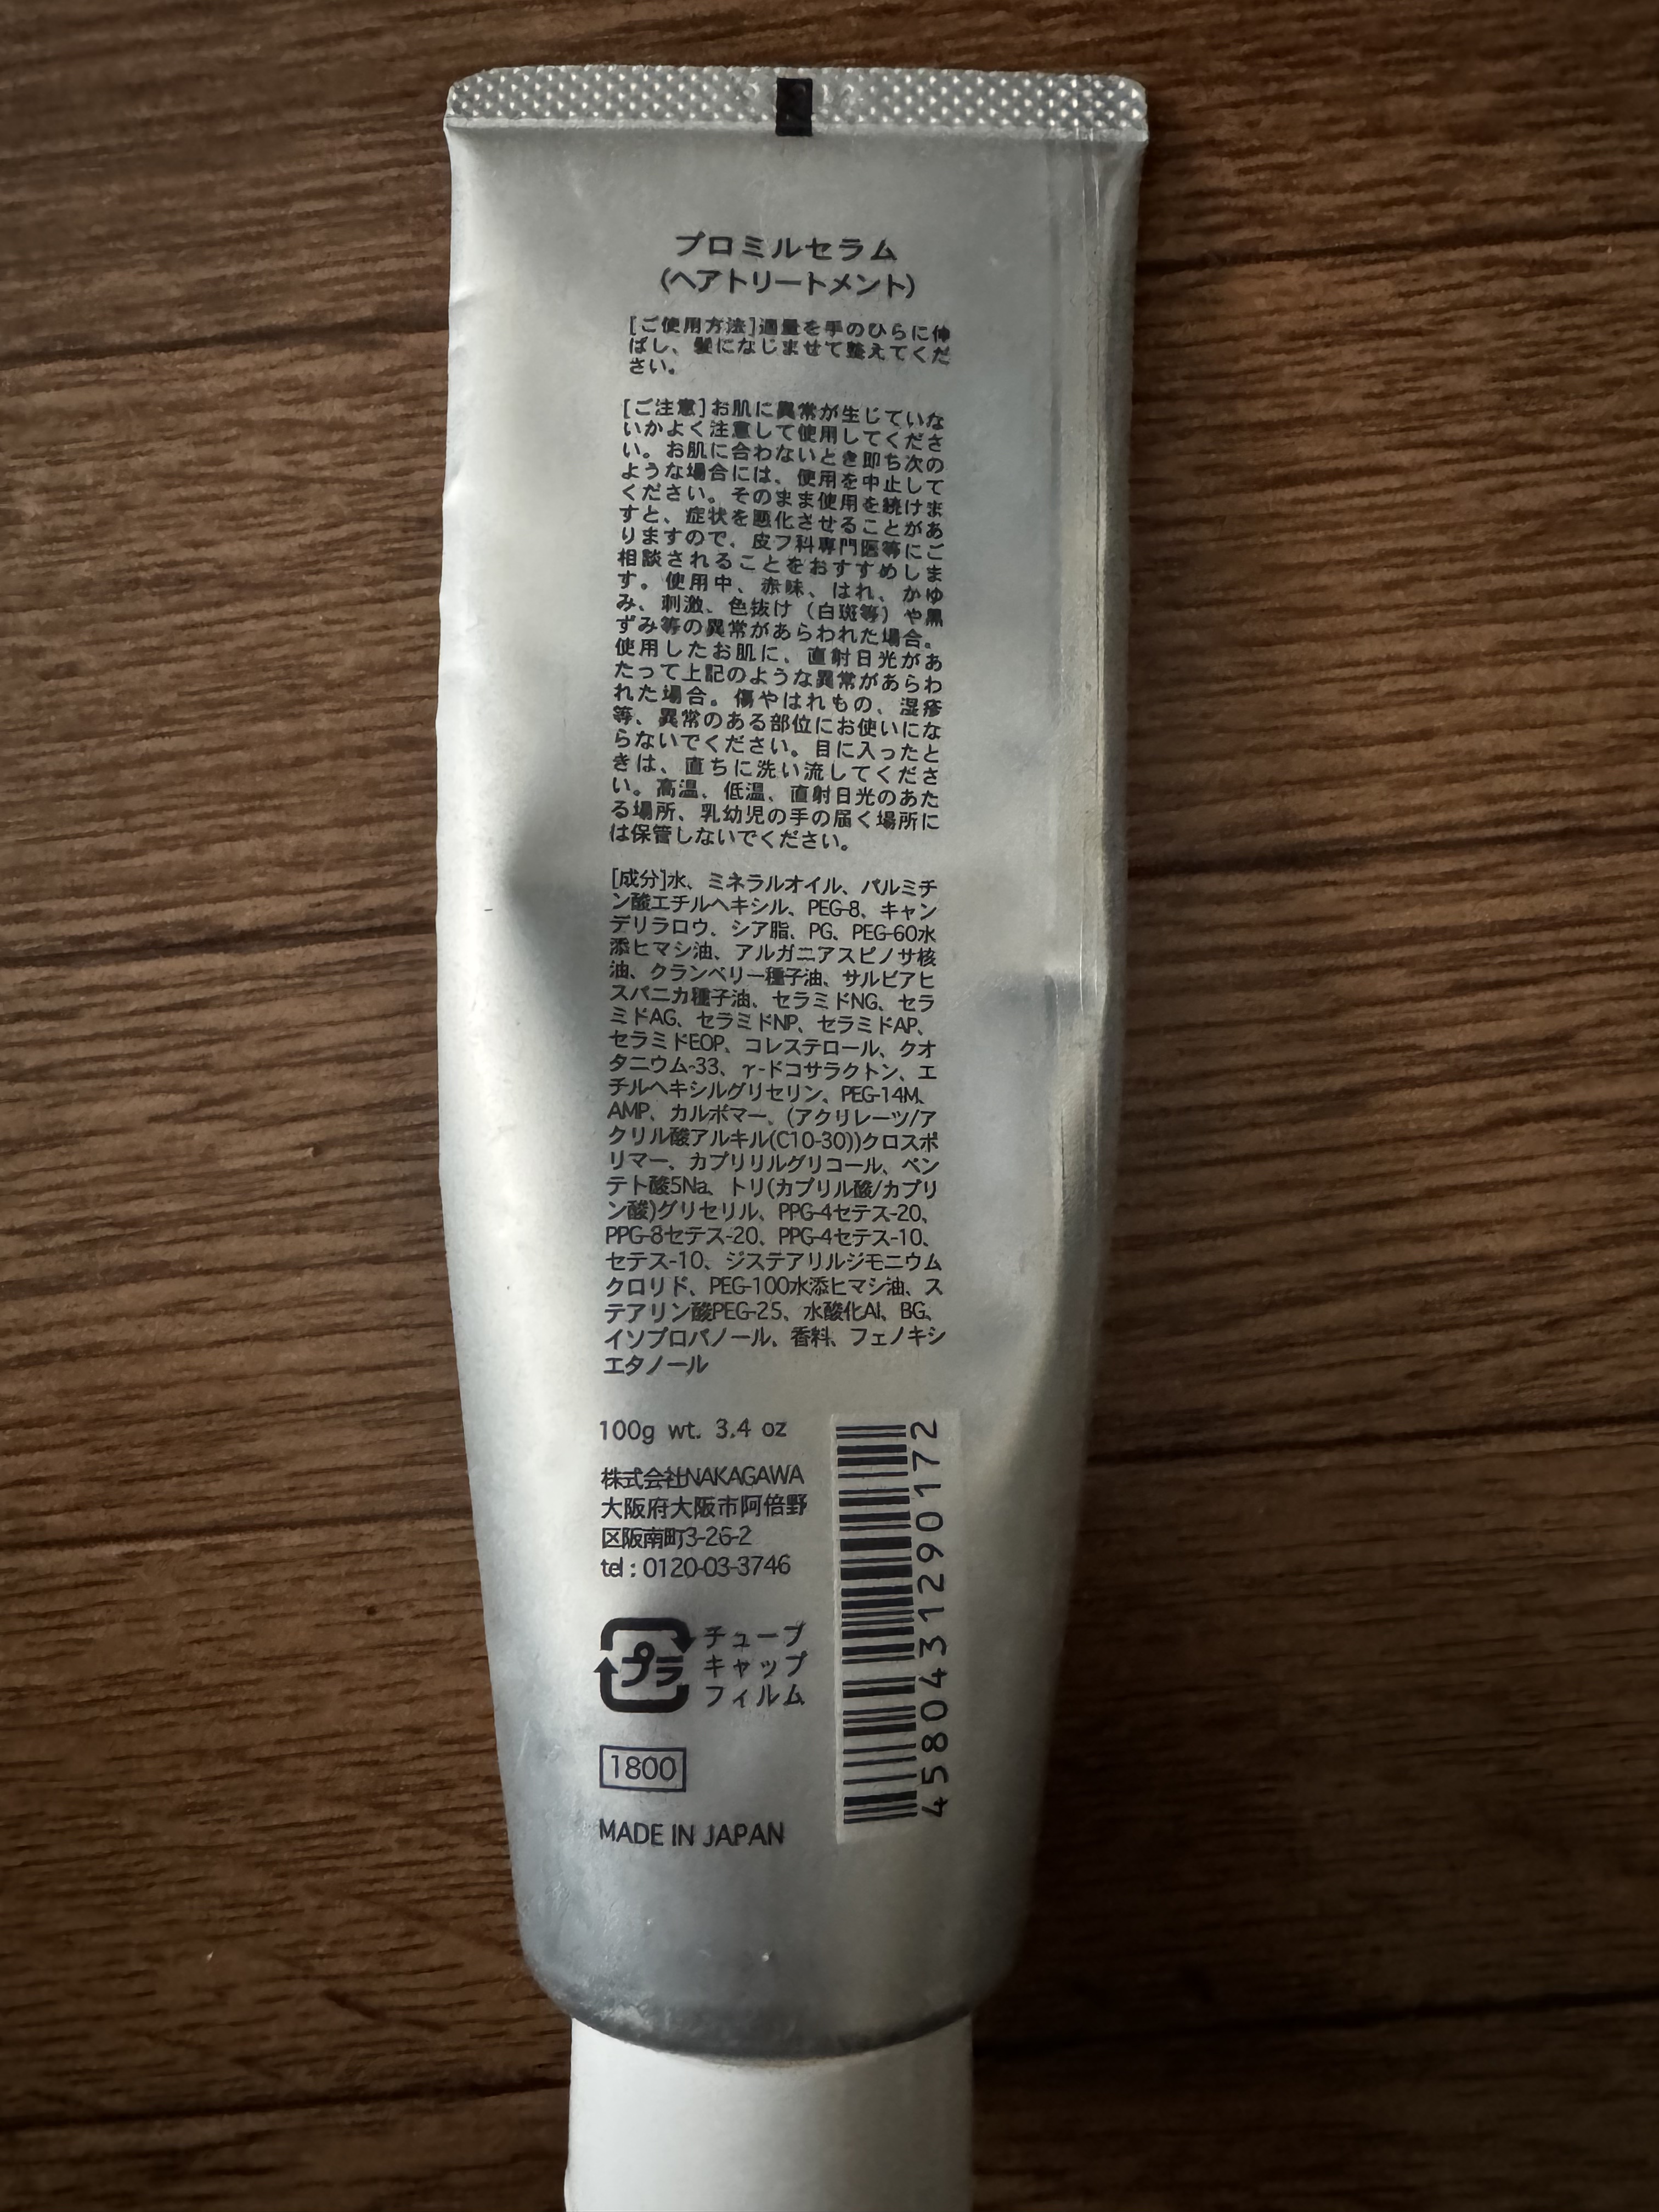 プロミルセラム
(ヘアトリートメント)
[ご使用方法]適量を手のひらに伸
ばし、髪になじませて整えてくだ
さい。
[ご注意]お肌に異常が生じていな
いかよく注意して使用してくださ
い。お肌に合わないとき即ち次の
ような場合には、使用を中止して
ください。そのまま使用を続けま
すと、症状を悪化させることがあ
りますので、皮フ科専門医等にご
相談されることをおすすめしま
す。使用中、赤味、はれ、かゆ
み、刺激、色抜け（白斑等）や黒
ずみ等の異常があらわれた場合。
使用したお肌に、直射日光があ
たって上記のような異常があらわ
れた場合。傷やはれもの、湿疹
等、異常のある部位にお使いにな
らないでください。目に入ったと
きは、直ちに洗い流してくださ
い。高温、低温、直射日光のあた
る場所、乳幼児の手の届く場所に
は保管しないでください。
[成分]水、ミネラルオイル、パルミチ
ン酸エチルヘキシル、PEG-8、キャン
デリラロウ、シア脂、PG、PEG-60水
添ヒマシ油、アルガニアスピノサ核
油、クランベリー種子油、サルビアヒ
スパニカ種子油、セラミドNG、セラ
ミドAG、セラミドNP、セラミドAP、
セラミドEOP、コレステロール、クオ
タニウム-33、γ-ドコサラクトン、エ
チルヘキシルグリセリン、PEG-14M、
AMP、カルボマー、(アクリレーツ/ア
クリル酸アルキル(C10-30))クロスポ
リマー、カプリリルグリコール、ペン
テト酸5Na、トリ(カプリル酸/カプリ
ン酸)グリセリル、PPG-4セテス-20、
PPG-8セテス-20、PPG-4セテス-10、
セテス-10、ジステアリルジモニウム
クロリド、PEG-100水添ヒマシ油、ス
テアリン酸PEG-25、水酸化Al、BG、
イソプロパノール、香料、フェノキシ
エタノール
100g wt. 3.4 oz
株式会社NAKAGAWA
大阪府大阪市阿倍野
区阪南町3-26-2
tel : 0120-03-3746
プラ
チューブ
キャップ
フィルム
1800
MADE IN JAPAN
4580431290172